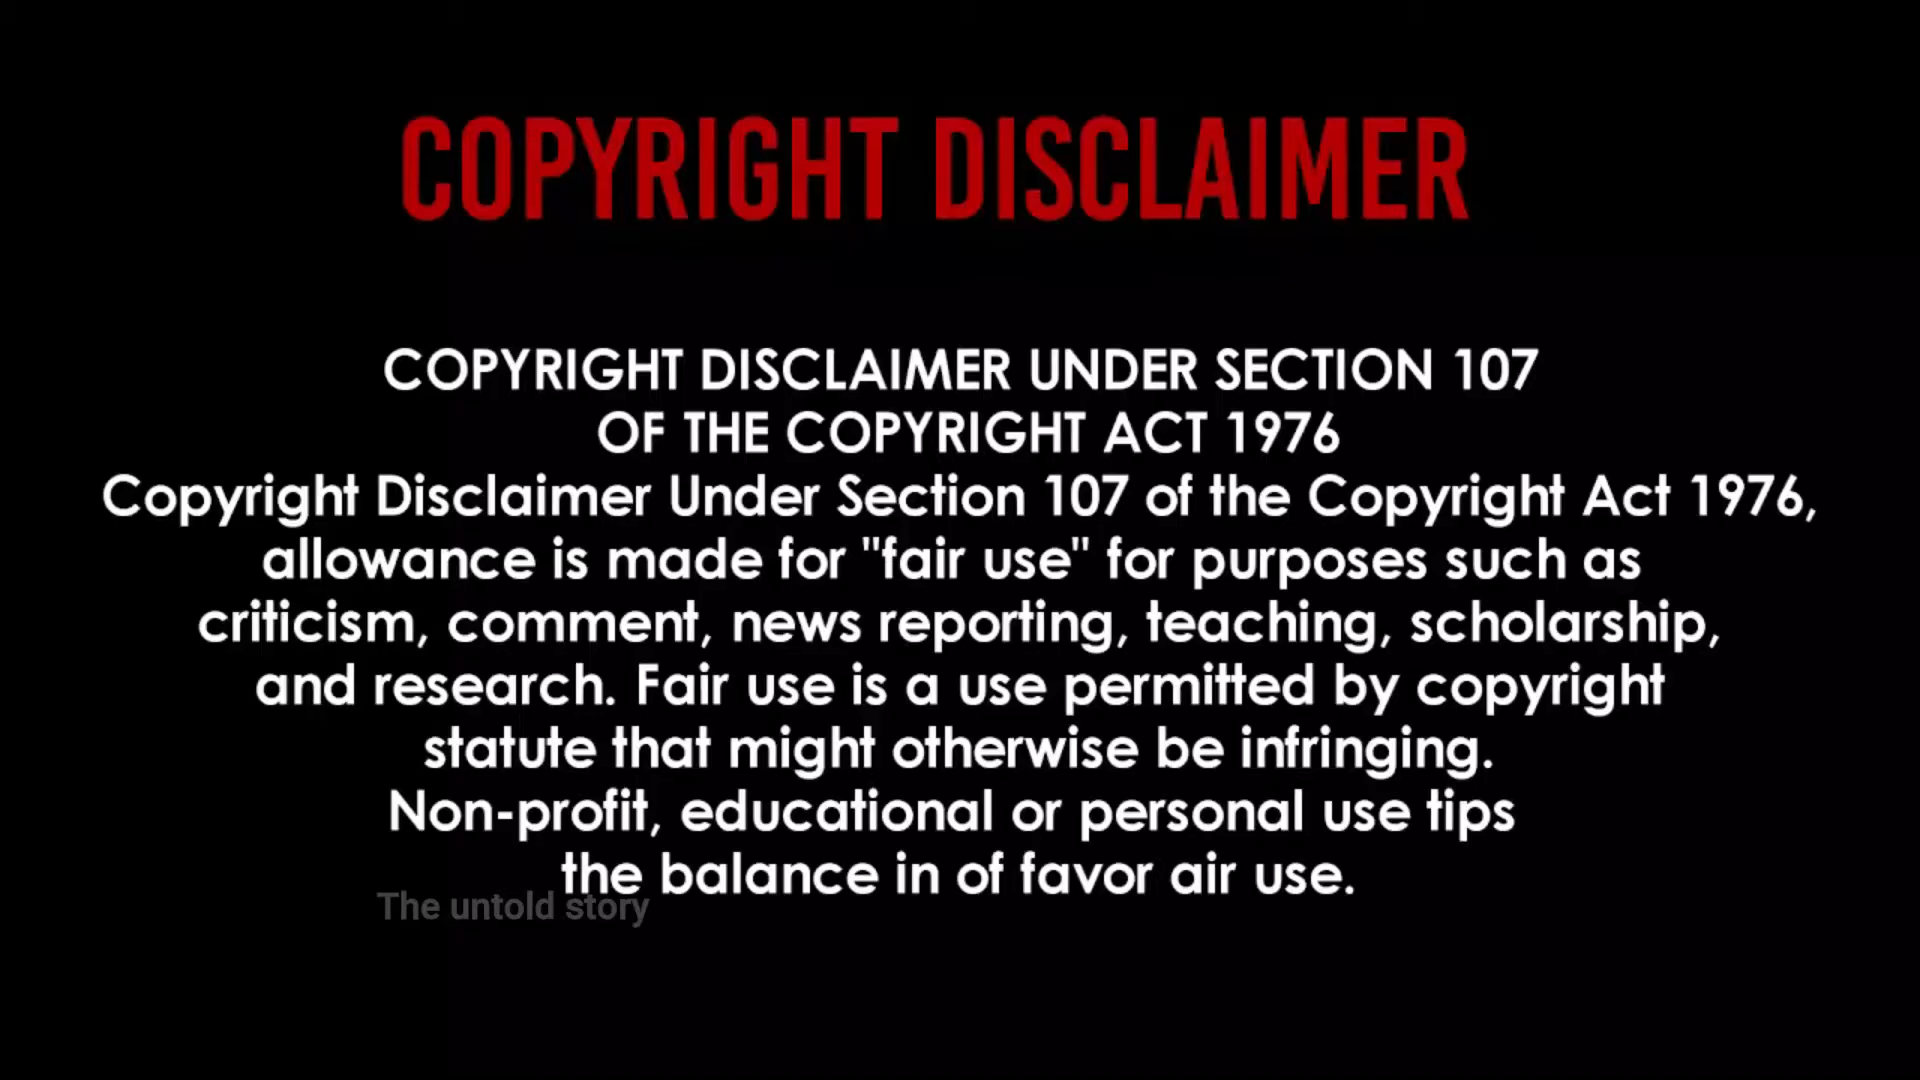 COPYRIGHT DISCLAIMER
COPYRIGHT DISCLAIMER UNDER SECTION 107
OF THE COPYRIGHT ACT 1976
Copyright Disclaimer Under Section 107 of the Copyright Act 1976,
allowance is made for "fair use" for purposes such as
criticism, comment, news reporting, teaching, scholarship,
and research. Fair use is a use permitted by copyright
statute that might otherwise be infringing.
Non-profit, educational or personal use tips
the balance in of favor air use.
The untold story